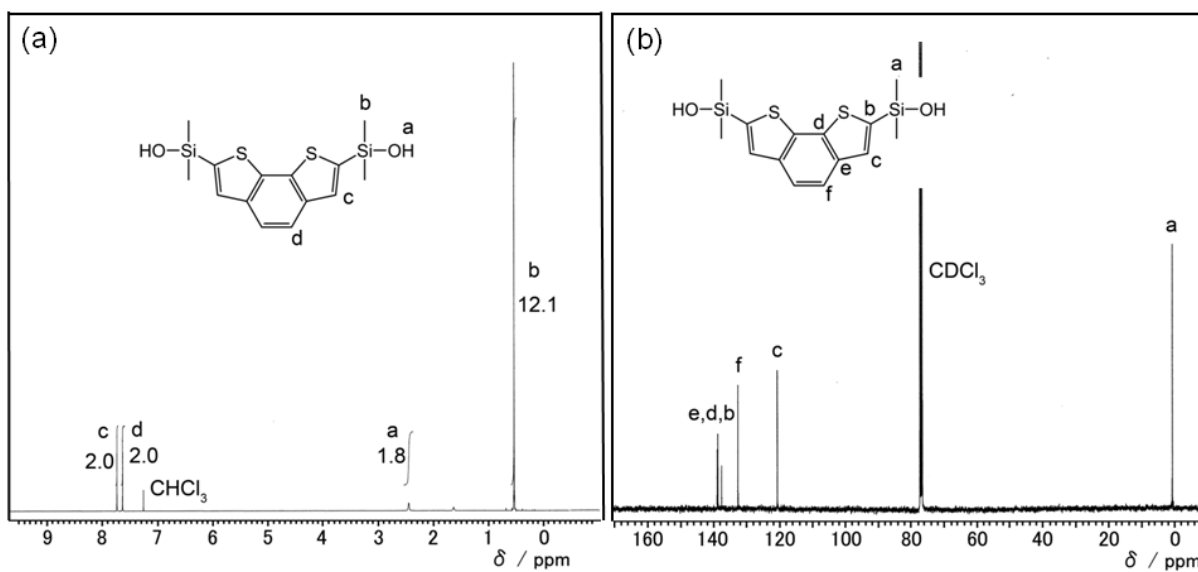 (a)
b
a
HO
Si
S
S
Si
OH
c
d
b
12.1
c
d
2.0
2.0
CHCl3
a
1.8
9
8
7
6
5
4
3
2
1
0
δ / ppm
(b)
a
HO
Si
S
d
S
b
Si
OH
e
c
f
CDCl3
a
c
f
e,d,b
160
140
120
100
80
60
40
20
0
δ / ppm